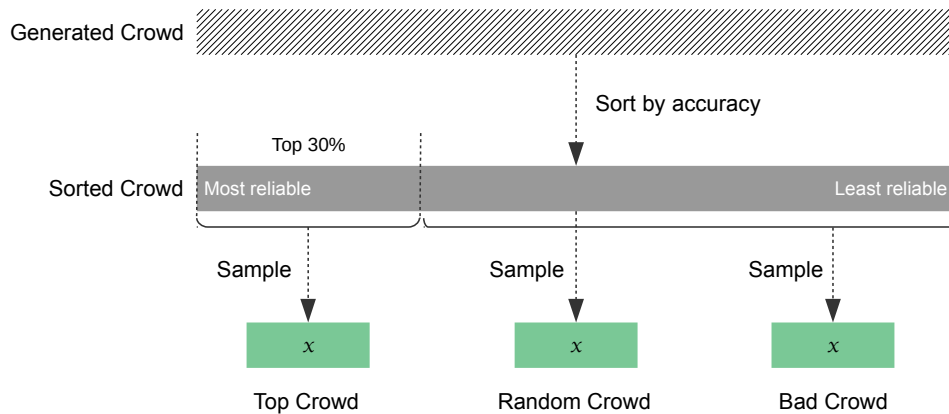 Generated Crowd
Sort by accuracy
Top 30%
Sorted Crowd Most reliable Least reliable
Sample Sample Sample
x x x
Top Crowd Random Crowd Bad Crowd